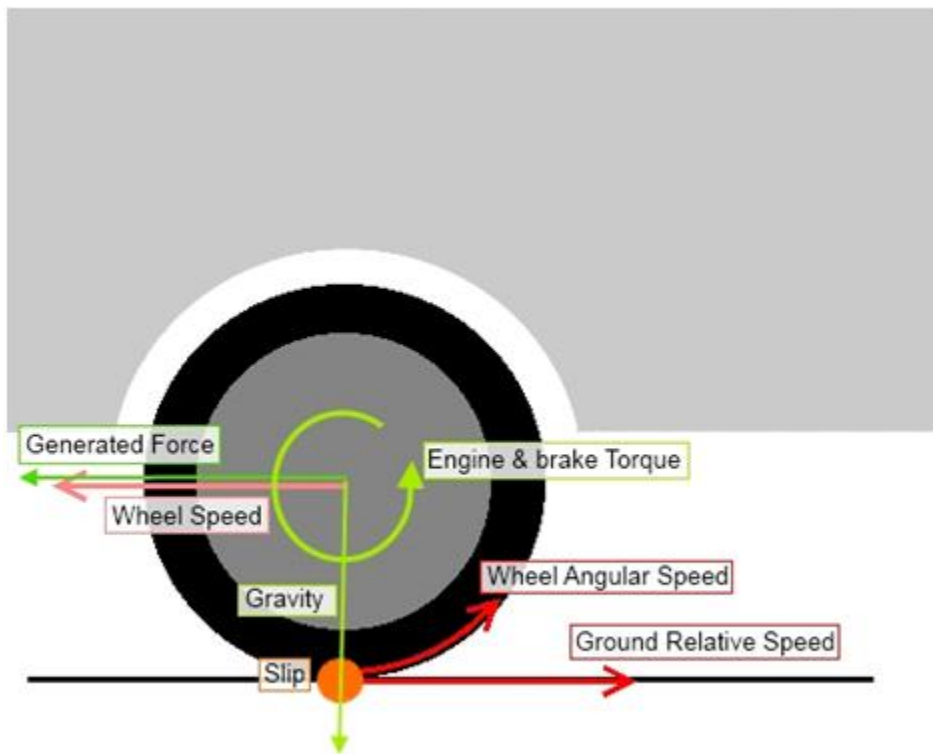 Generated Force
Engine & brake Torque
Wheel Speed
Wheel Angular Speed
Gravity
Ground Relative Speed
Slip